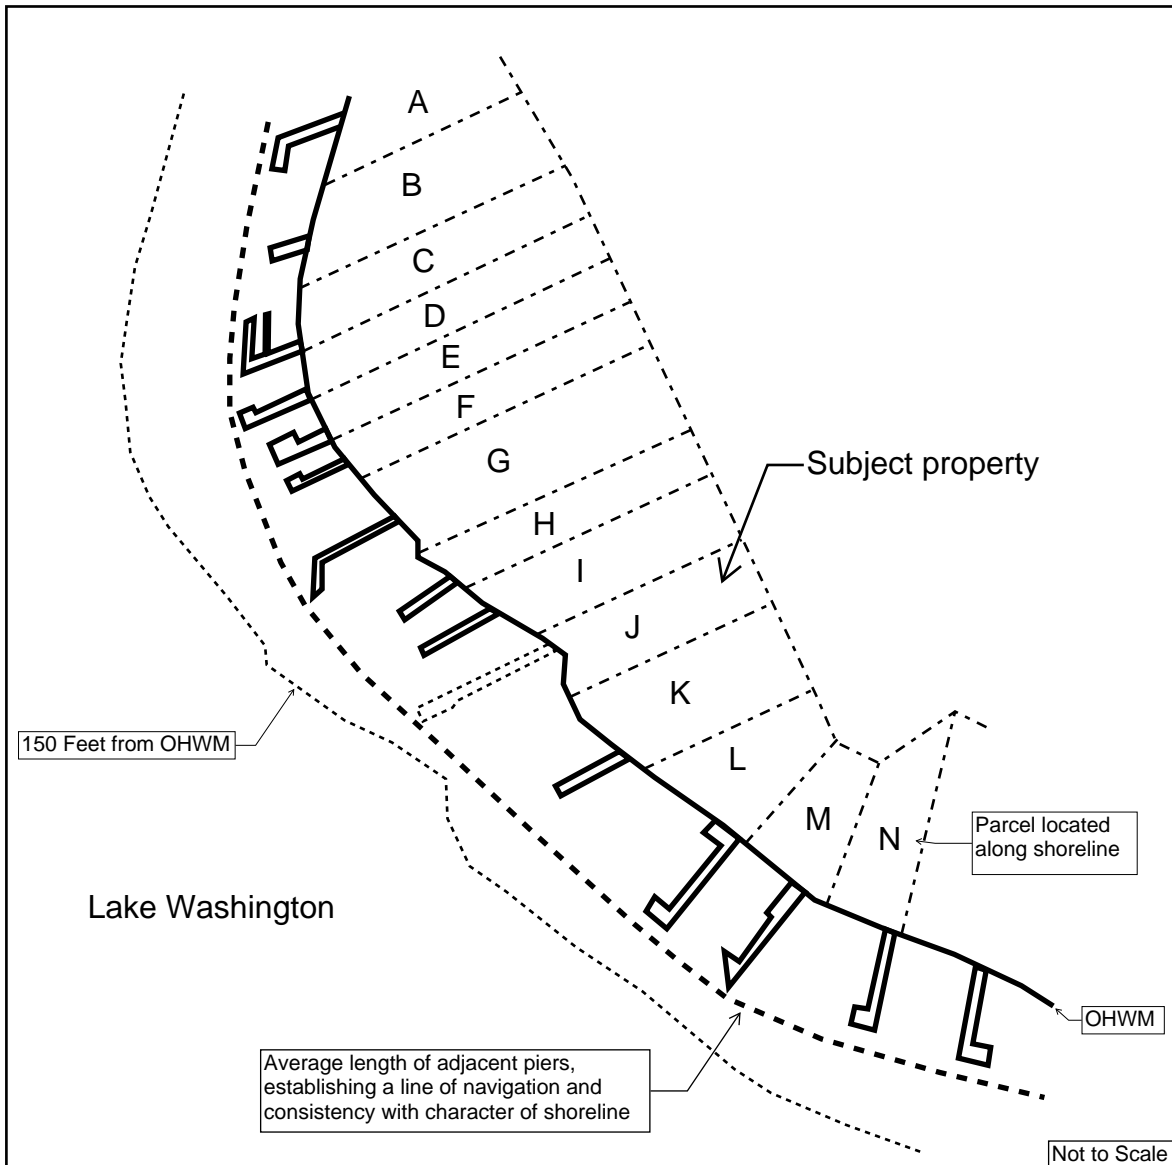 A
B
C
D
E
F
G
Subject property
H
I
J
K
150 Feet from OHWM
L
M
N
Parcel located
along shoreline
Lake Washington
OHWM
Average length of adjacent piers,
establishing a line of navigation and
consistency with character of shoreline
Not to Scale